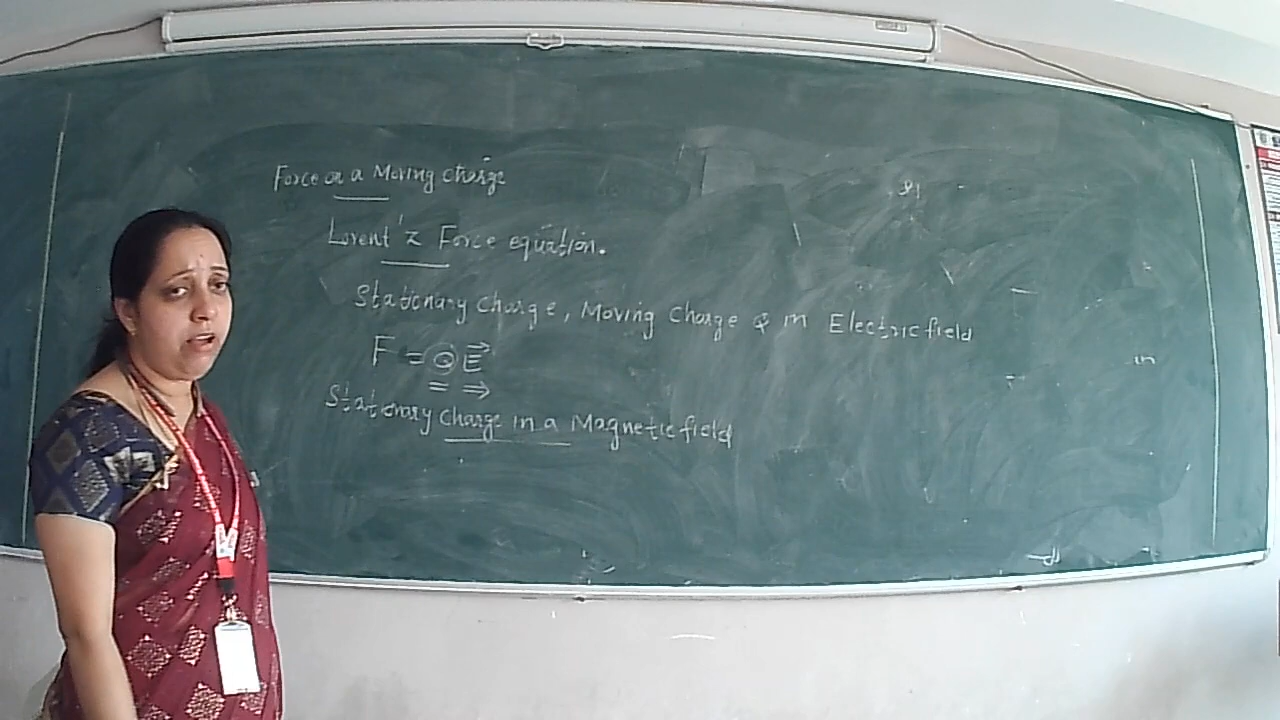 Force on a Moving charge
Lorent'z Force equation.
Stationary charge, Moving Charge Q in Electric field
F = Q E
Stationary Charge in a Magnetic field
in